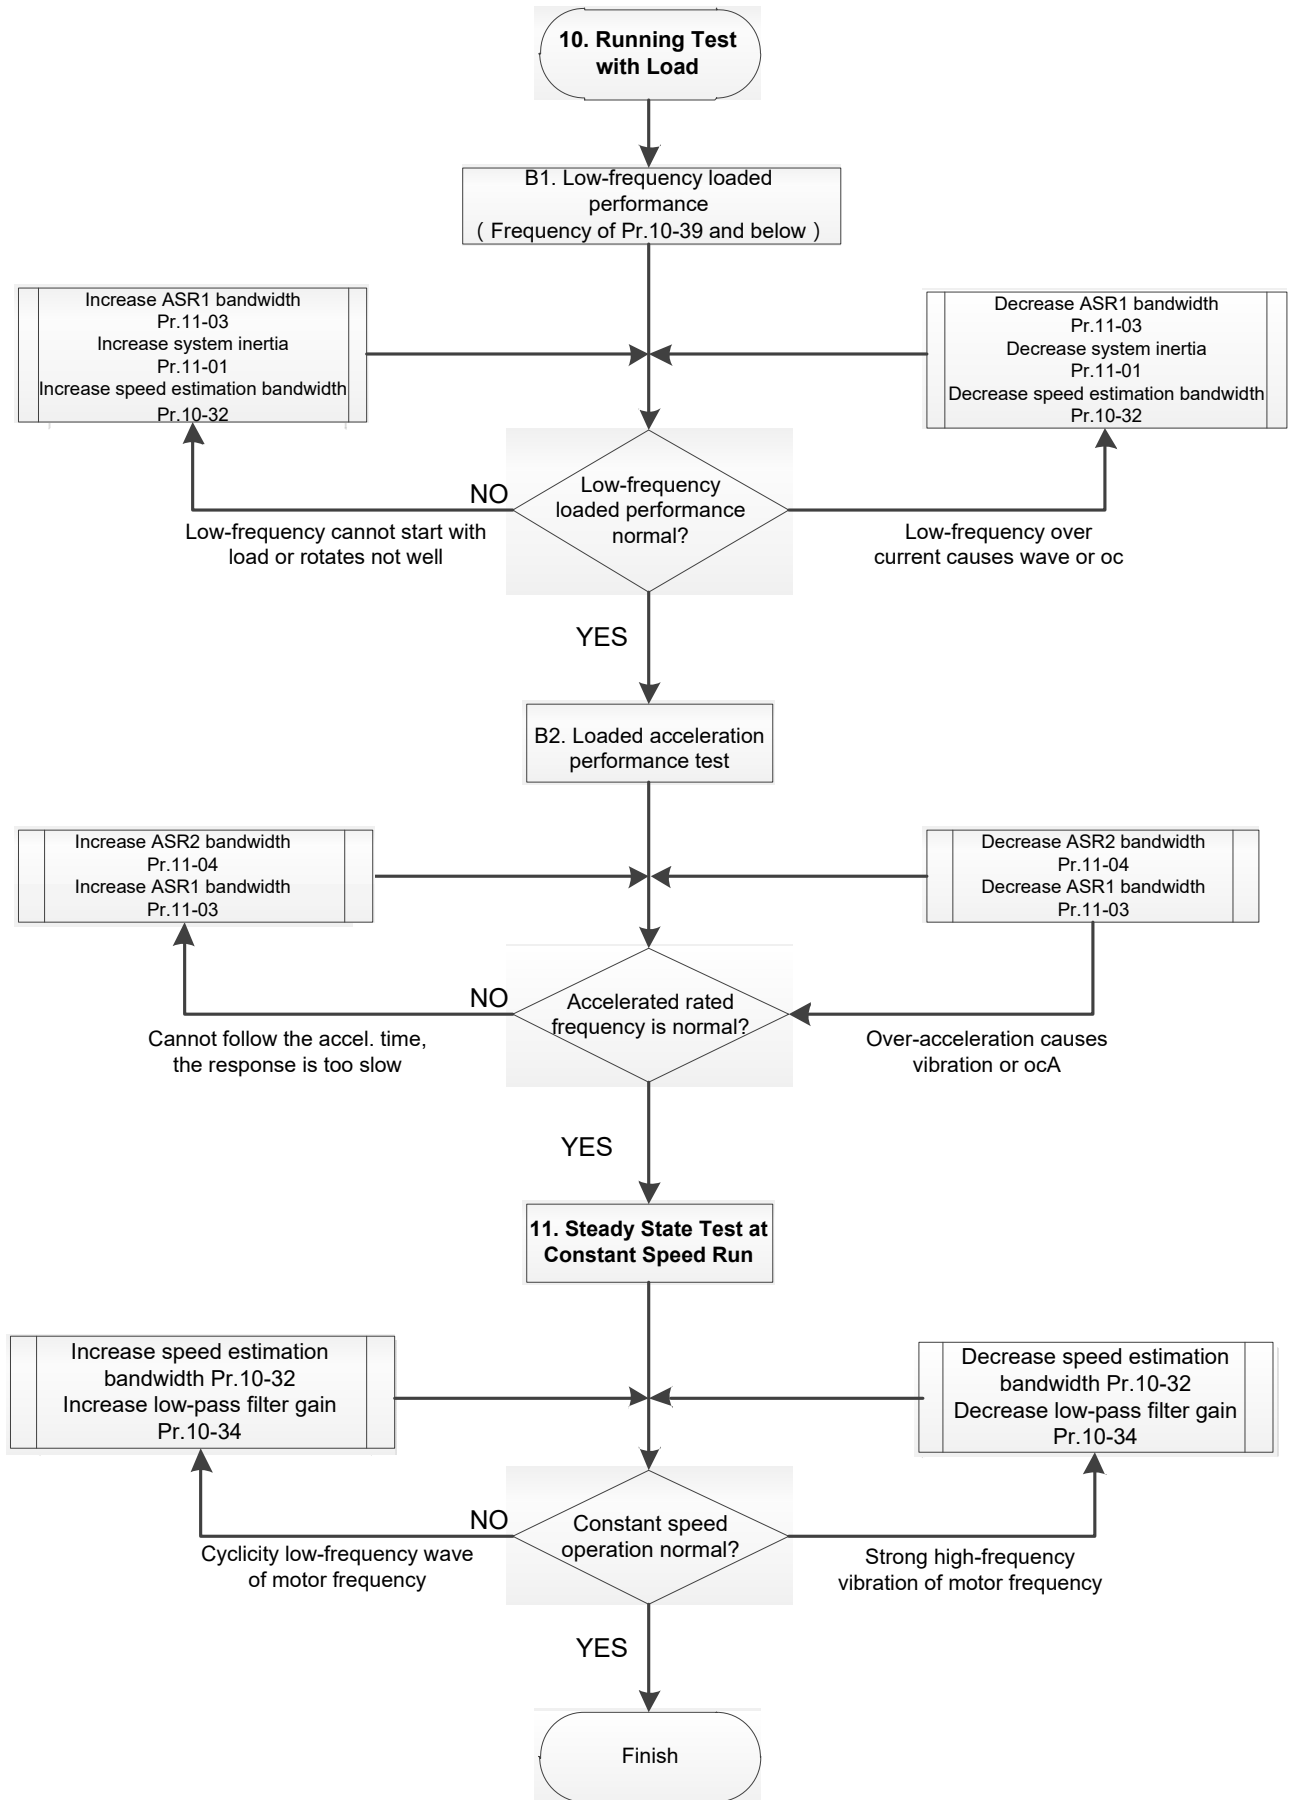 10. Running Test
with Load
B1. Low-frequency loaded
performance
( Frequency of Pr.10-39 and below )
Increase ASR1 bandwidth
Pr.11-03
Increase system inertia
Pr.11-01
Increase speed estimation bandwidth
Pr.10-32
Decrease ASR1 bandwidth
Pr.11-03
Decrease system inertia
Pr.11-01
Decrease speed estimation bandwidth
Pr.10-32
NO
Low-frequency
loaded performance
normal?
Low-frequency cannot start with
load or rotates not well
Low-frequency over
current causes wave or oc
YES
B2. Loaded acceleration
performance test
Increase ASR2 bandwidth
Pr.11-04
Increase ASR1 bandwidth
Pr.11-03
Decrease ASR2 bandwidth
Pr.11-04
Decrease ASR1 bandwidth
Pr.11-03
NO
Accelerated rated
frequency is normal?
Cannot follow the accel. time,
the response is too slow
Over-acceleration causes
vibration or ocA
YES
11. Steady State Test at
Constant Speed Run
Increase speed estimation
bandwidth Pr.10-32
Increase low-pass filter gain
Pr.10-34
Decrease speed estimation
bandwidth Pr.10-32
Decrease low-pass filter gain
Pr.10-34
NO
Constant speed
operation normal?
Cyclicity low-frequency wave
of motor frequency
Strong high-frequency
vibration of motor frequency
YES
Finish